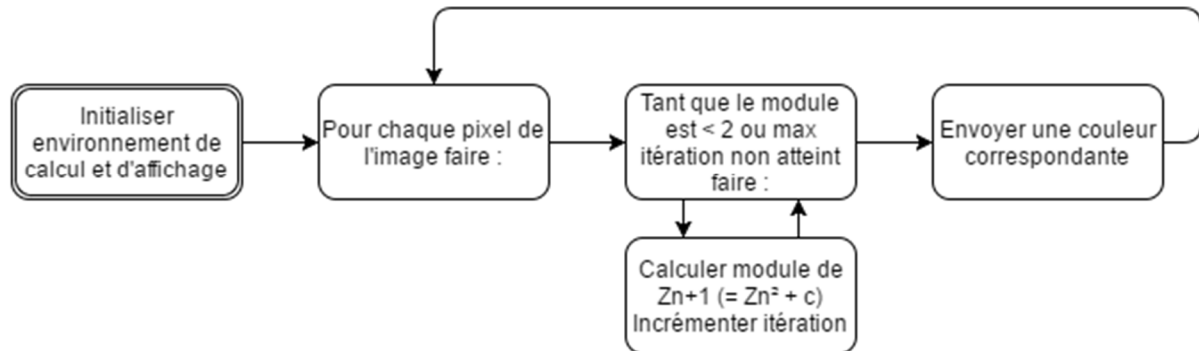 Initialiser
environnement de
calcul et d'affichage
Pour chaque pixel de
l'image faire :
Tant que le module
est < 2 ou max
itération non atteint
faire :
Envoyer une couleur
correspondante
Calculer module de
Zn+1 (= Zn² + c)
Incrémenter itération